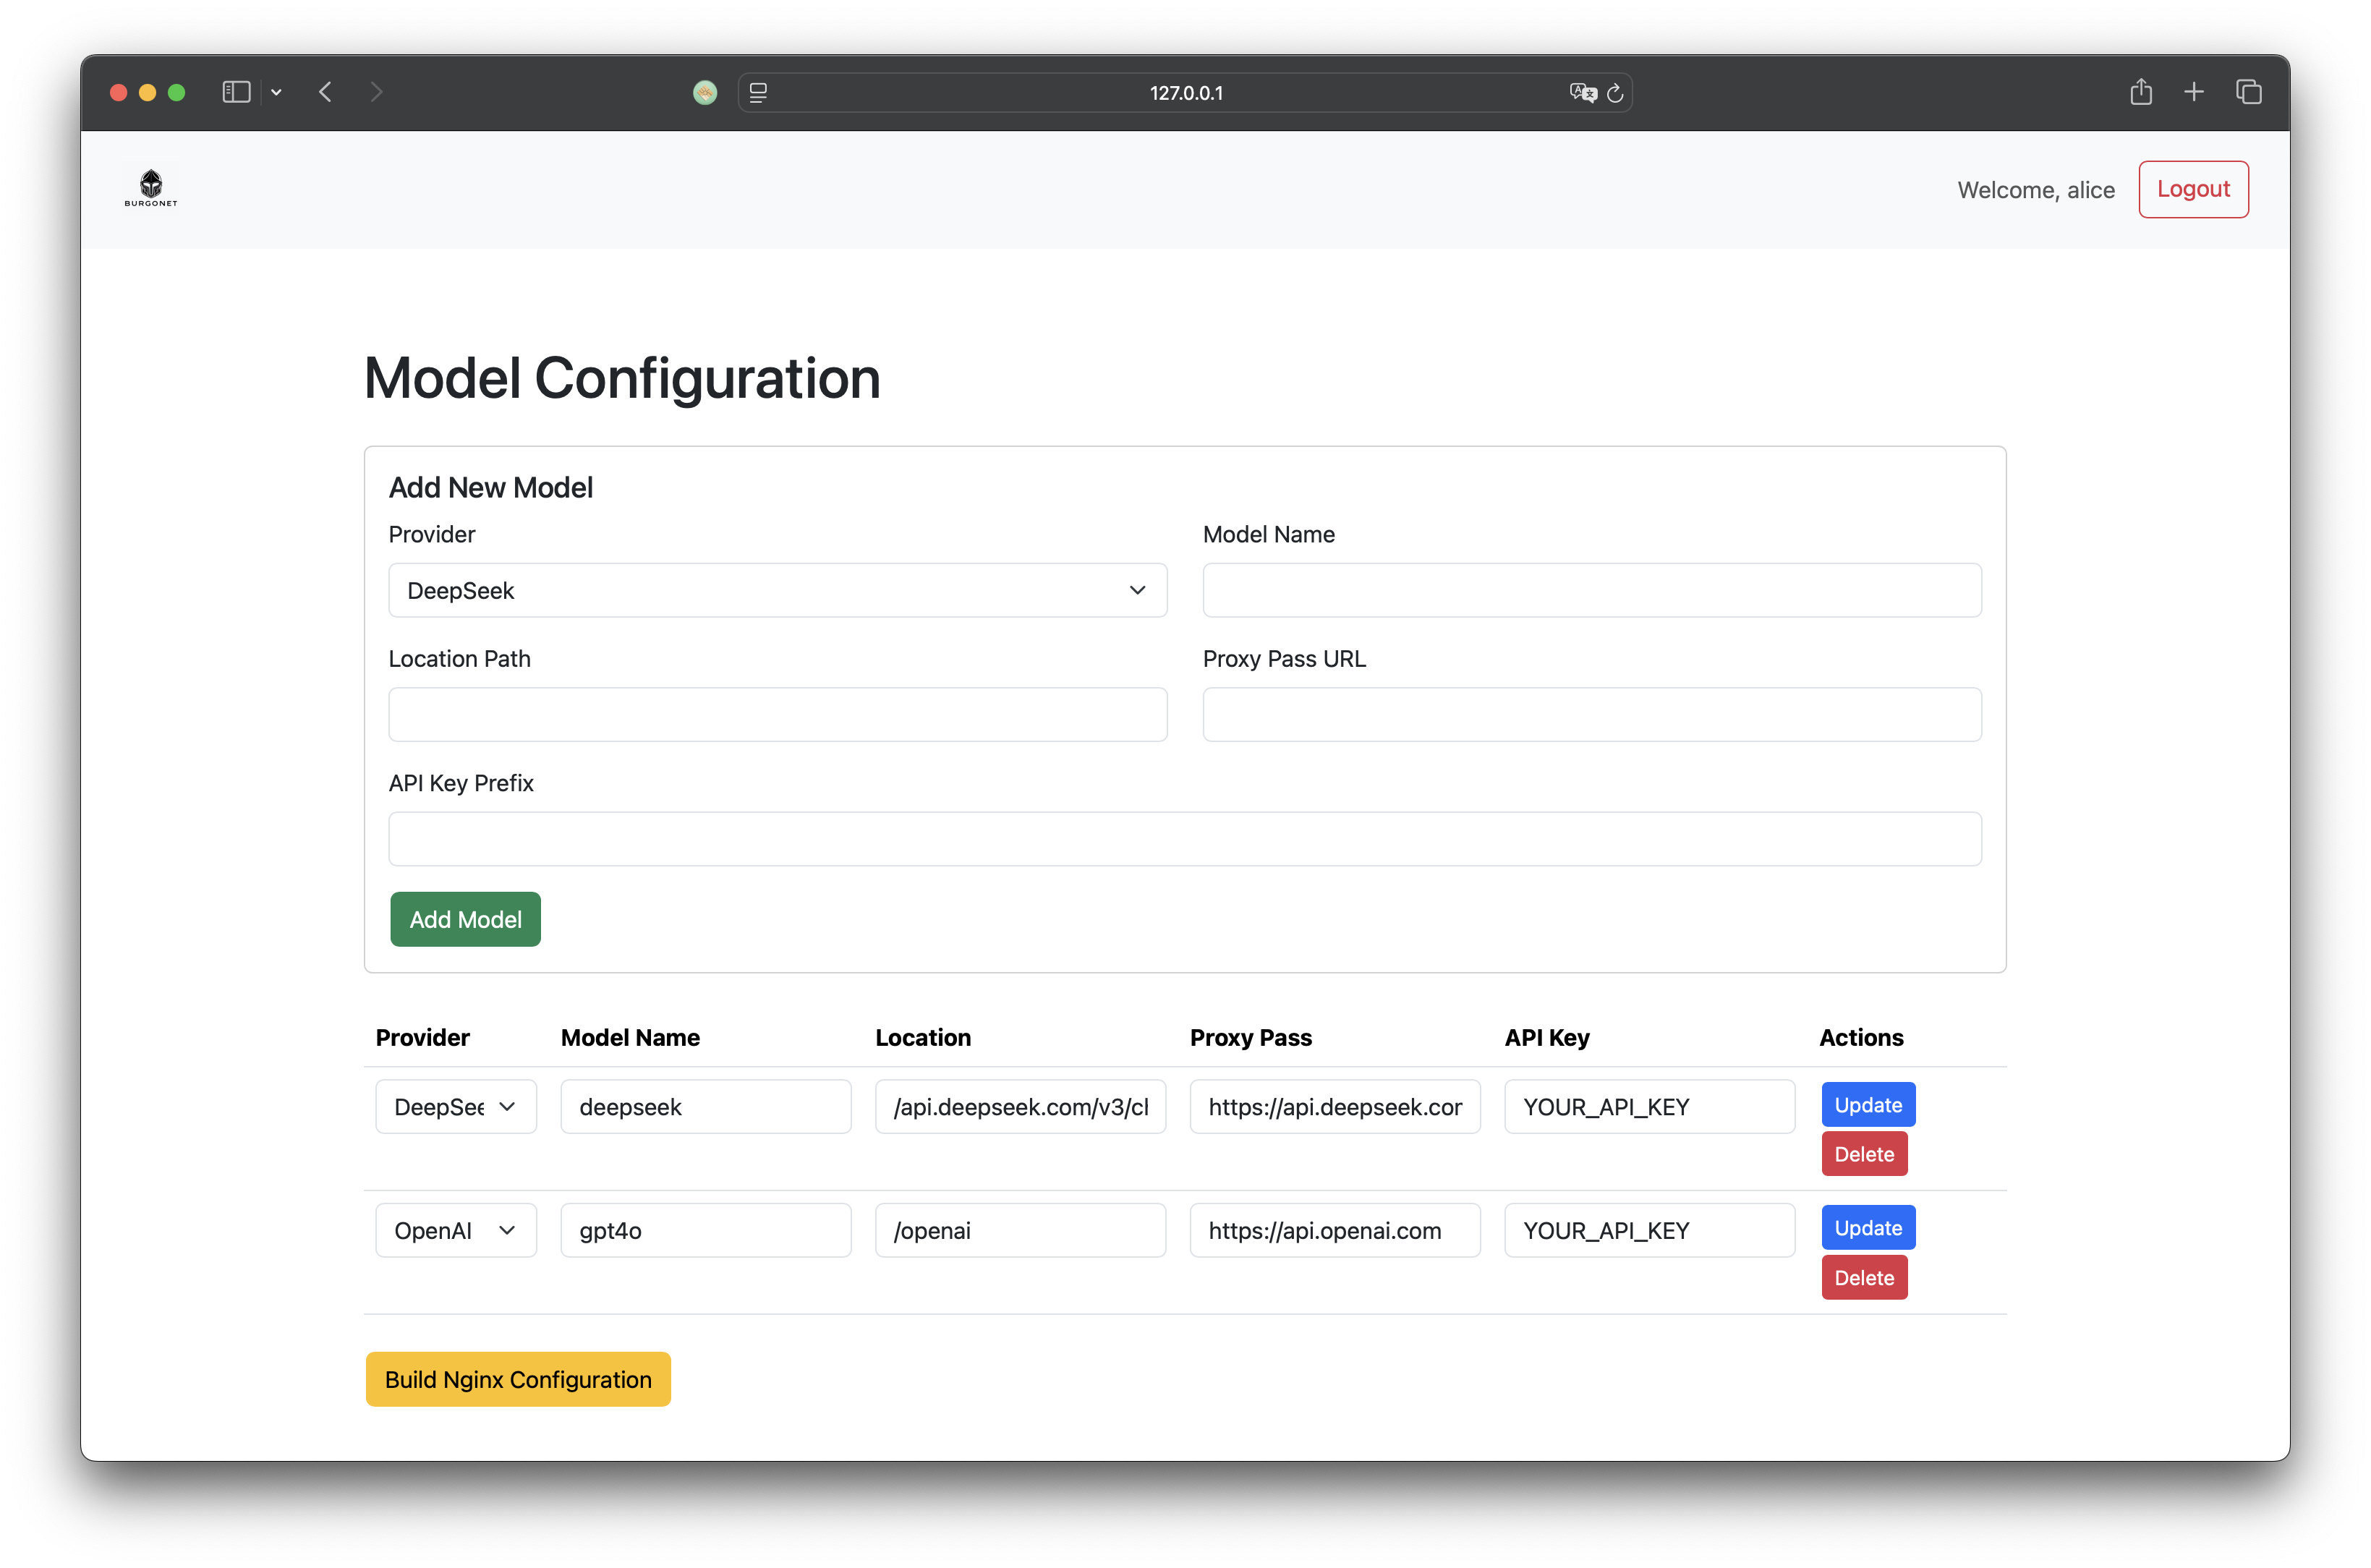 127.0.0.1
BURGONET
Welcome, alice
Logout
Model Configuration
Add New Model
Provider
Model Name
DeepSeek
Location Path
Proxy Pass URL
API Key Prefix
Add Model
Provider Model Name Location Proxy Pass API Key Actions
DeepSee deepseek /api.deepseek.com/v3/cl https://api.deepseek.cor YOUR_API_KEY Update
Delete
OpenAI gpt4o /openai https://api.openai.com YOUR_API_KEY Update
Delete
Build Nginx Configuration